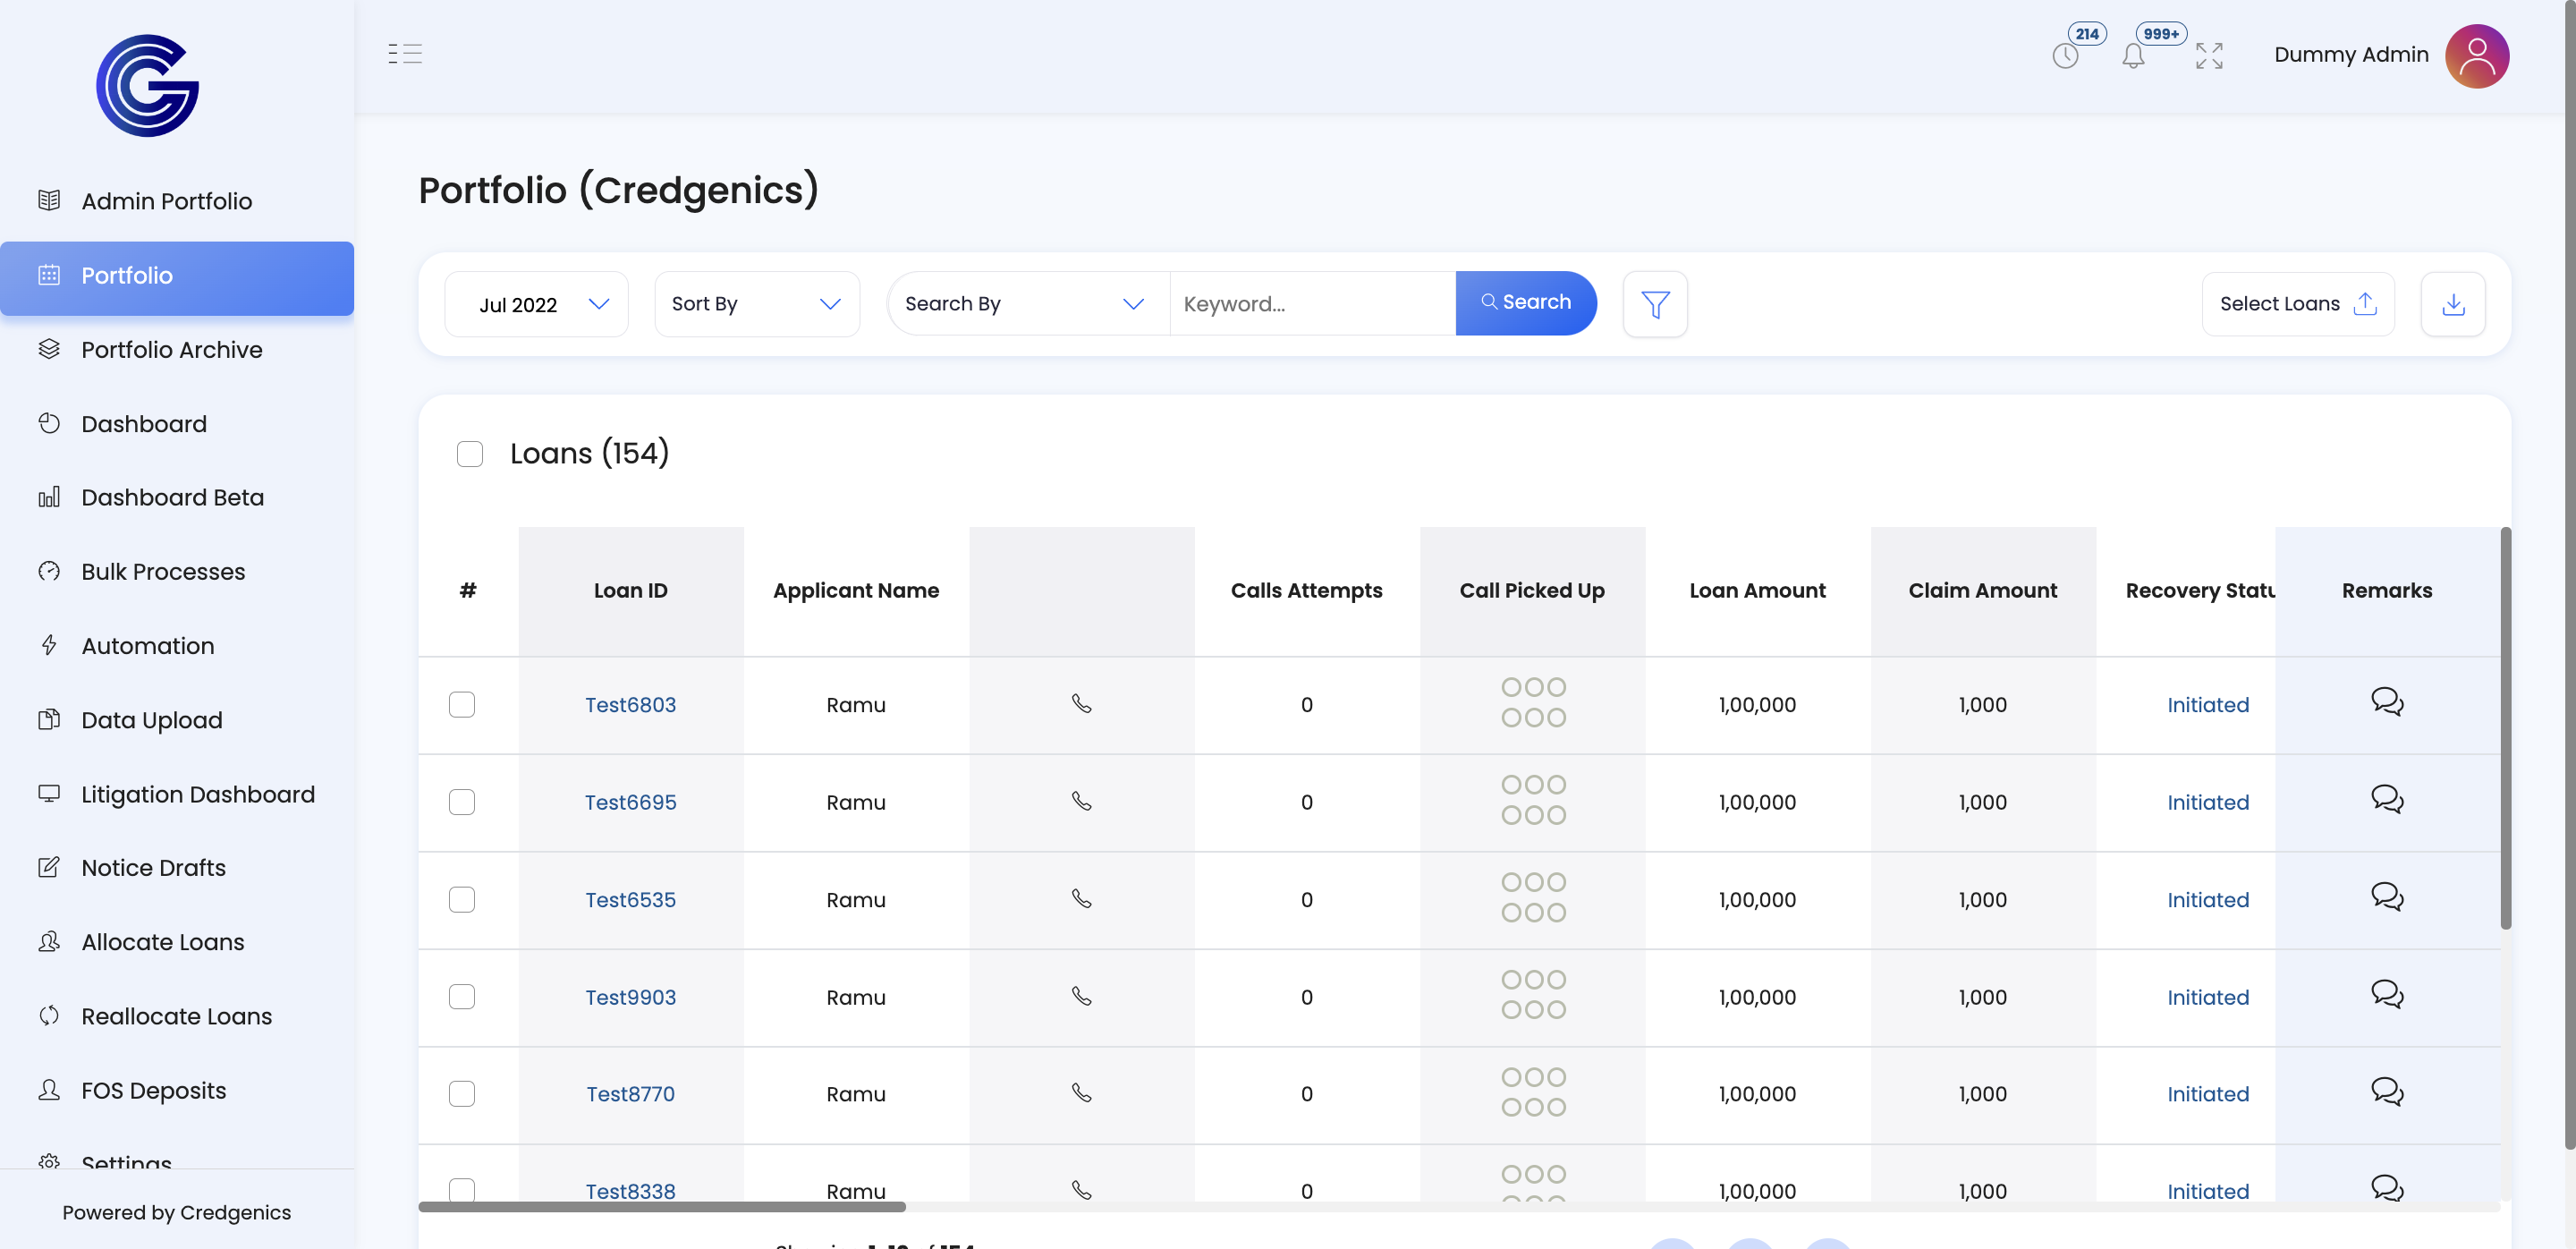 214
999+
Dummy Admin
Admin Portfolio
Portfolio
Portfolio Archive
Dashboard
Dashboard Beta
Bulk Processes
Automation
Data Upload
Litigation Dashboard
Notice Drafts
Allocate Loans
Reallocate Loans
FOS Deposits
Settings
Powered by Credgenics
Portfolio (Credgenics)
Jul 2022 Sort By Search By Keyword... Search Select Loans
Loans (154)
# Loan ID Applicant Name Calls Attempts Call Picked Up Loan Amount Claim Amount Recovery Statu Remarks
Test6803 Ramu 0 1,00,000 1,000 Initiated
Test6695 Ramu 0 1,00,000 1,000 Initiated
Test6535 Ramu 0 1,00,000 1,000 Initiated
Test9903 Ramu 0 1,00,000 1,000 Initiated
Test8770 Ramu 0 1,00,000 1,000 Initiated
Test8338 Ramu 0 1,00,000 1,000 Initiated